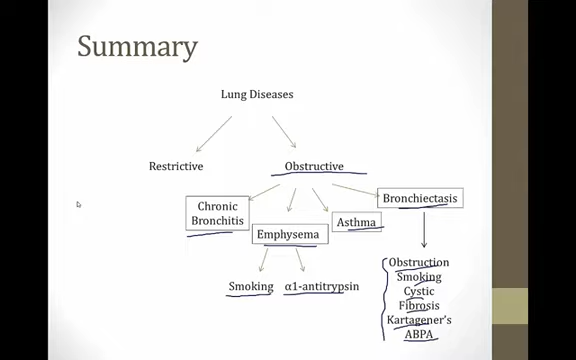 Summary
Lung Diseases
Restrictive
Obstructive
Chronic
Bronchitis
Emphysema
Asthma
Bronchiectasis
Smoking
α1-antitrypsin
Obstruction
Smoking
Cystic
Fibrosis
Kartagener's
ABPA